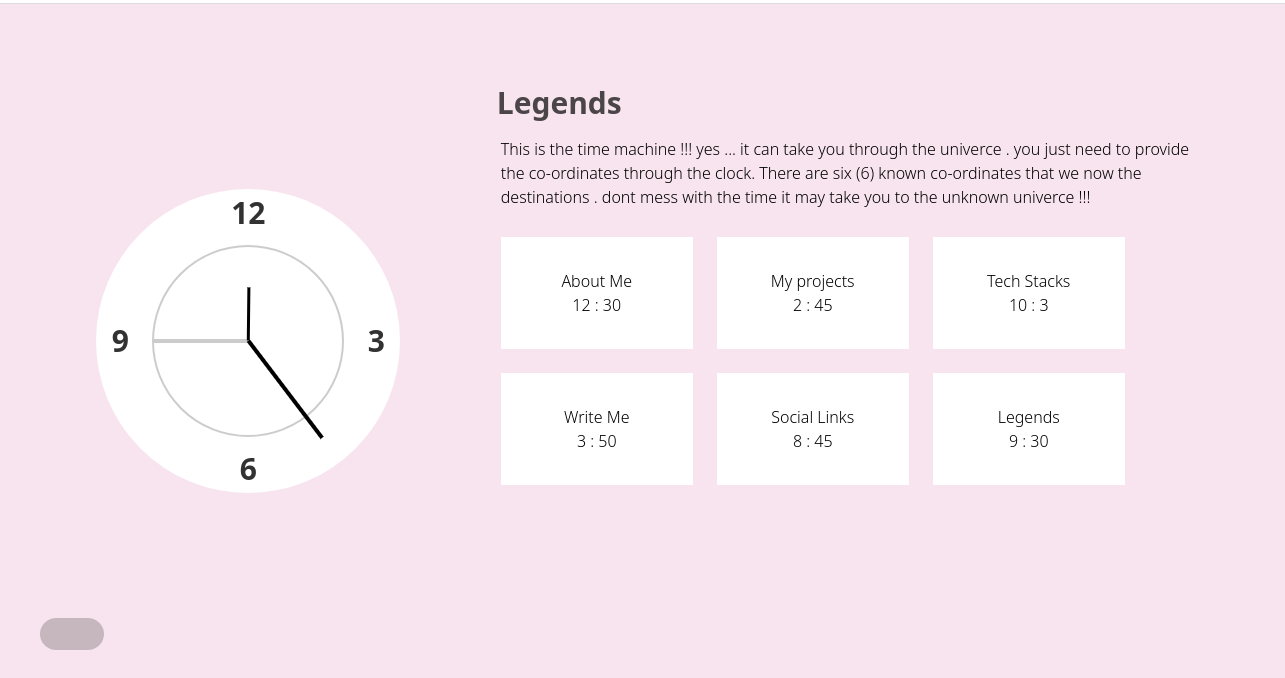 Legends
This is the time machine !!! yes ... it can take you through the univerce . you just need to provide
the co-ordinates through the clock. There are six (6) known co-ordinates that we now the
destinations . dont mess with the time it may take you to the unknown univerce !!!
12
9
3
6
About Me
12 : 30
My projects
2 : 45
Tech Stacks
10 : 3
Write Me
3 : 50
Social Links
8 : 45
Legends
9 : 30